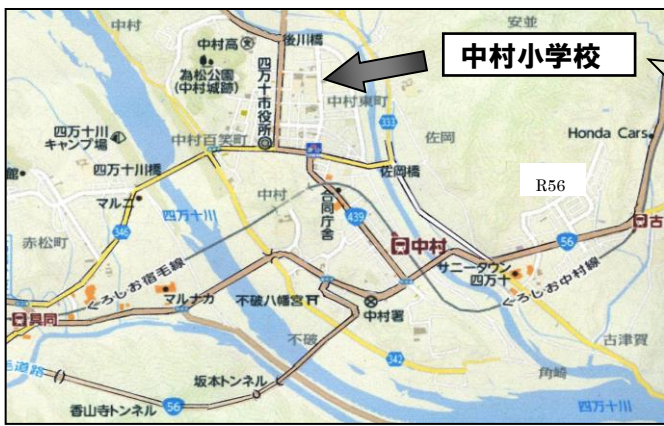 中村
安並
中村高
後川橋
中村小学校
為松公園
(中村城跡)
四万十市役所
中村東町
333
佐岡
Honda Cars
四万十川
キャンプ場
中村百笑町
四万十川橋
佐岡橋
R56
館
マルニ
中村
合同庁舎
四万十川
439
中村
56
古
346
赤松町
サニータウン
四万十
くろしお宿毛線
くろしお中村線
マルナカ
不破八幡宮
中村署
具同
不破
古津賀
342
角崎
毛道路
坂本トンネル
香山寺トンネル
56
四万十川